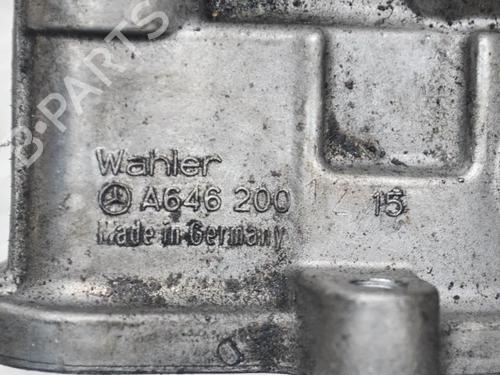 B-PARTS
Wahler
A646 200 15
Made in Germany